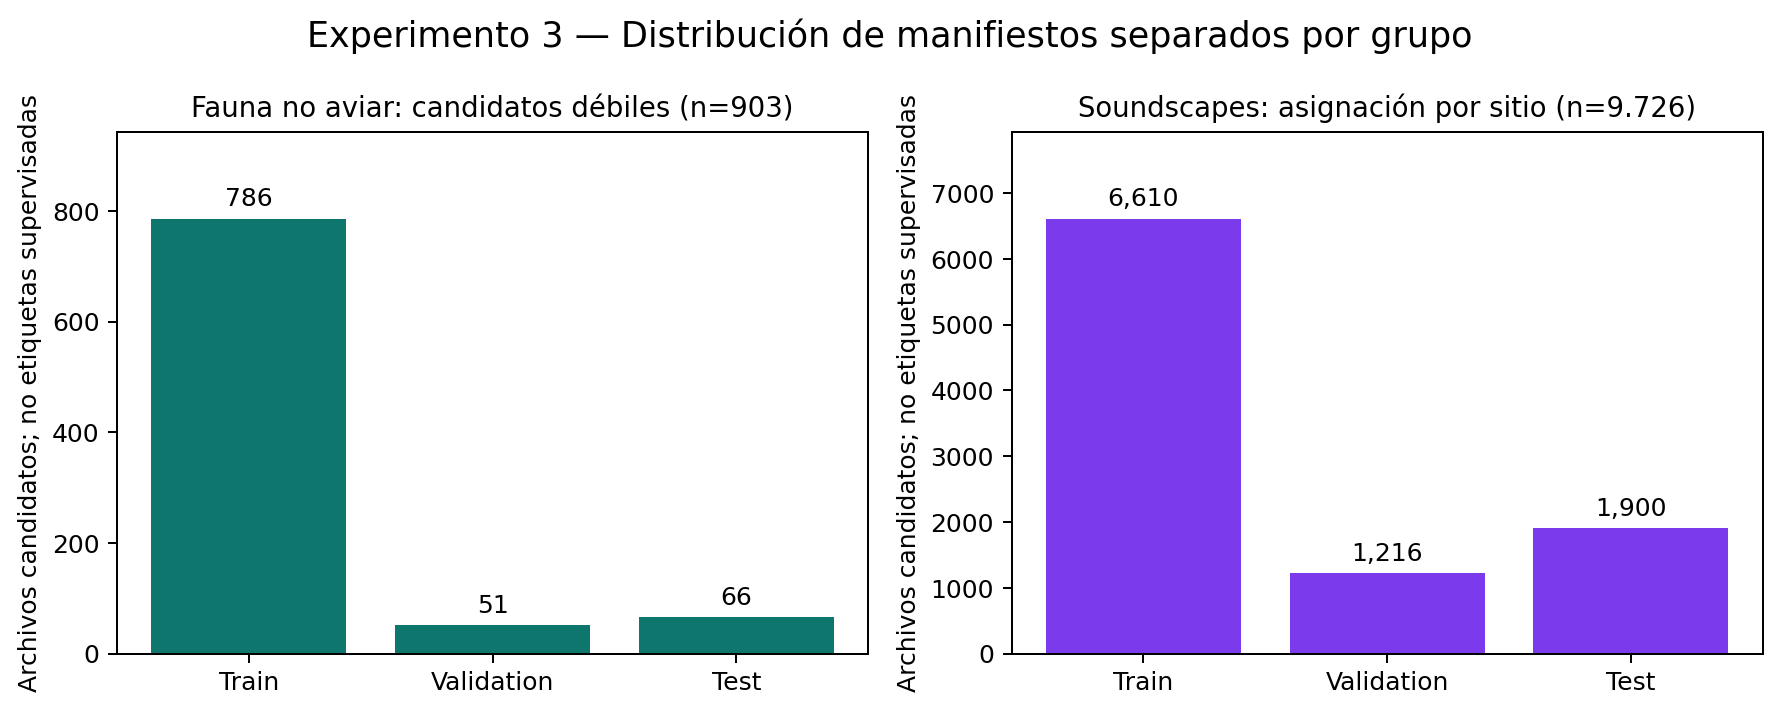 Experimento 3 — Distribución de manifiestos separados por grupo
Fauna no aviar: candidatos débiles (n=903)
Archivos candidatos; no etiquetas supervisadas
800
600
400
200
0
786
51
66
Train
Validation
Test
Soundscapes: asignación por sitio (n=9.726)
Archivos candidatos; no etiquetas supervisadas
7000
6000
5000
4000
3000
2000
1000
0
6,610
1,216
1,900
Train
Validation
Test